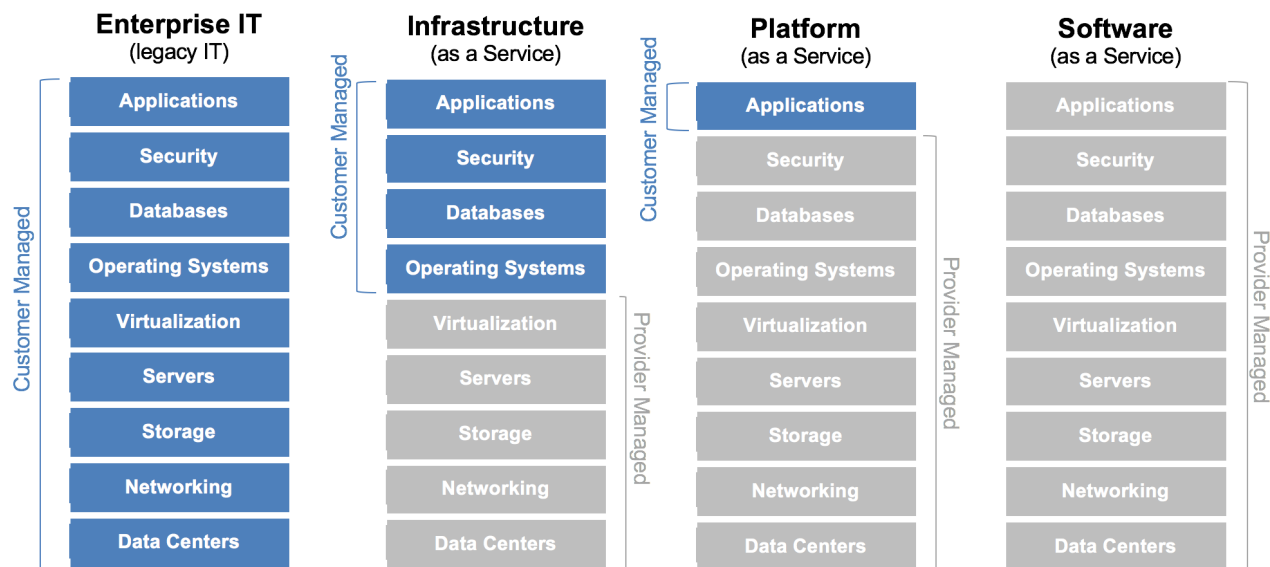 Enterprise IT
(legacy IT)
Customer Managed
Applications
Security
Databases
Operating Systems
Virtualization
Servers
Storage
Networking
Data Centers
Infrastructure
(as a Service)
Customer Managed
Applications
Security
Databases
Operating Systems
Virtualization
Servers
Storage
Networking
Data Centers
Provider Managed
Platform
(as a Service)
Customer Managed
Applications
Security
Databases
Operating Systems
Virtualization
Servers
Storage
Networking
Data Centers
Provider Managed
Software
(as a Service)
Applications
Security
Databases
Operating Systems
Virtualization
Servers
Storage
Networking
Data Centers
Provider Managed